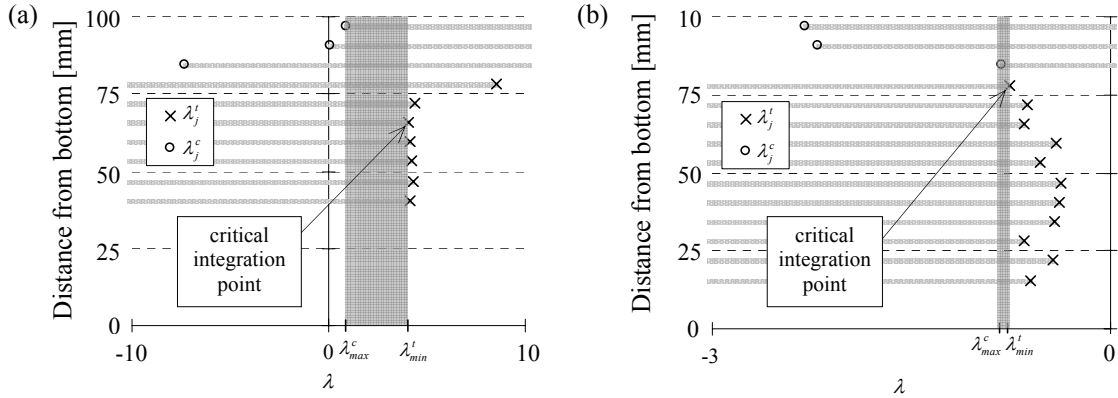 (a)
Distance from bottom [mm]
100
75
50
25
0
λ_j^t
λ_j^c
critical
integration
point
-10
0
λ_max^c
λ_min^t
10
λ
(b)
Distance from bottom [mm]
10
75
50
25
0
λ_j^t
λ_j^c
critical
integration
point
-3
λ_max^c
λ_min^t
0
λ